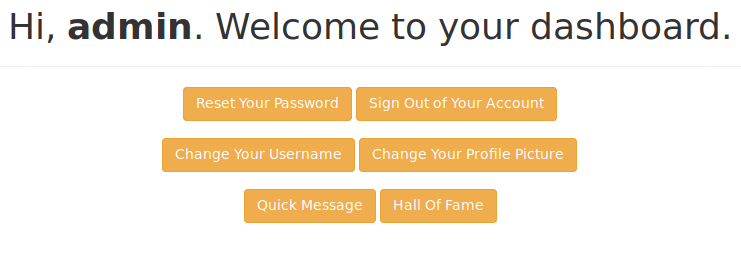 Hi, admin. Welcome to your dashboard.
Reset Your Password Sign Out of Your Account
Change Your Username Change Your Profile Picture
Quick Message Hall Of Fame